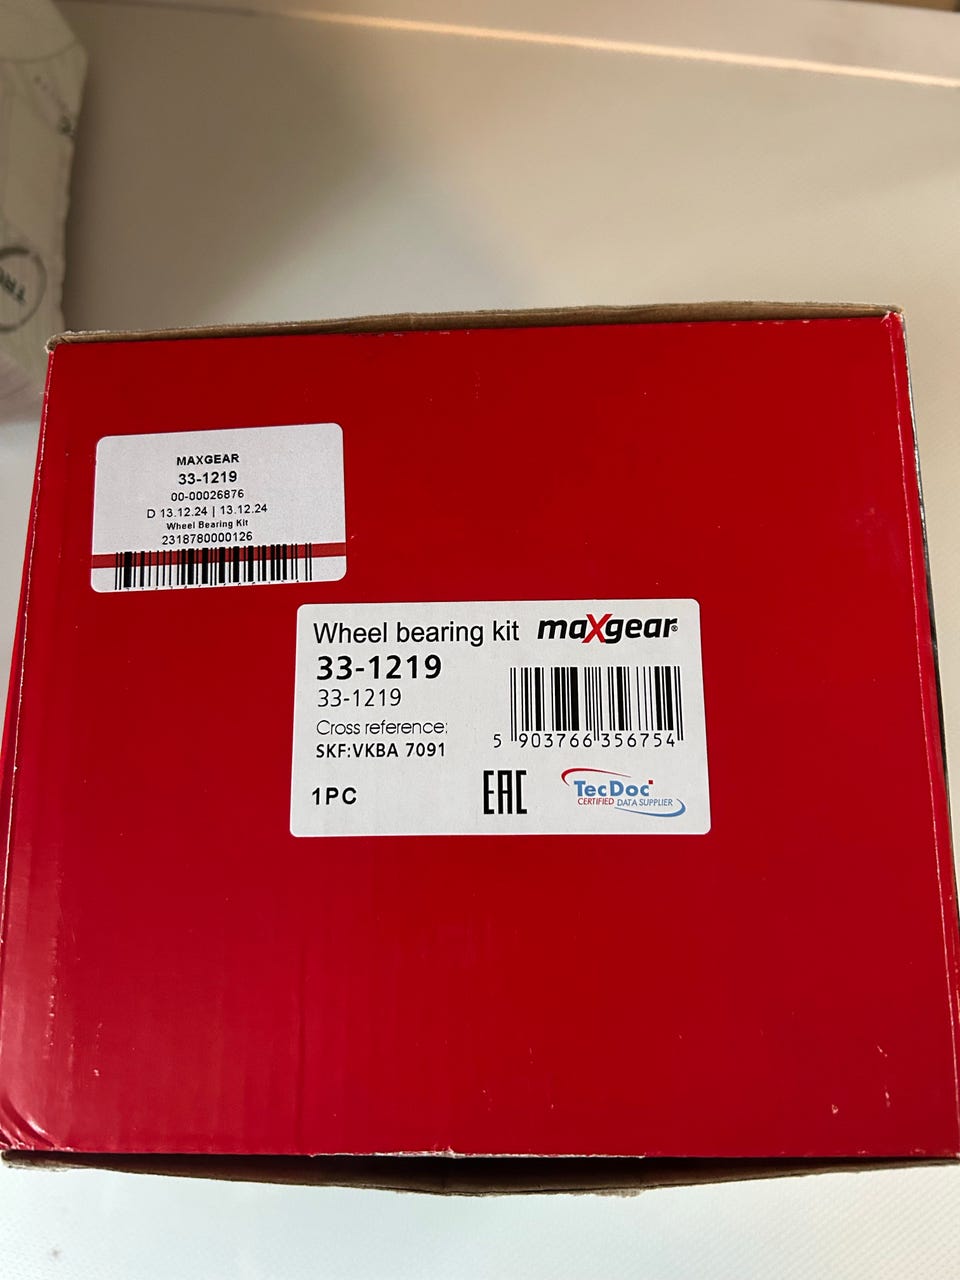 MAXGEAR
33-1219
00-00026876
D 13.12.24 | 13.12.24
Wheel Bearing Kit
2318780000126
Wheel bearing kit maXgear®
33-1219
33-1219
Cross reference:
SKF:VKBA 7091
5 903766 356754
1PC
EAC
TecDoc
CERTIFIED DATA SUPPLIER